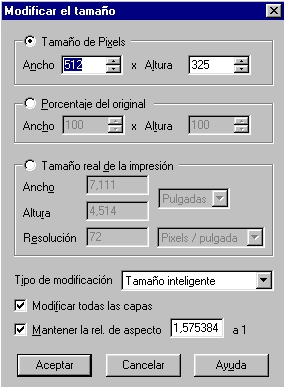 Modificar el tamaño
Tamaño de Pixels
Ancho 512 x Altura 325
Porcentaje del original
Ancho 100 x Altura 100
Tamaño real de la impresión
Ancho 7,111 Pulgadas
Altura 4,514
Resolución 72 Pixels / pulgada
Tipo de modificación Tamaño inteligente
Modificar todas las capas
Mantener la rel. de aspecto 1,575384 a 1
Aceptar Cancelar Ayuda